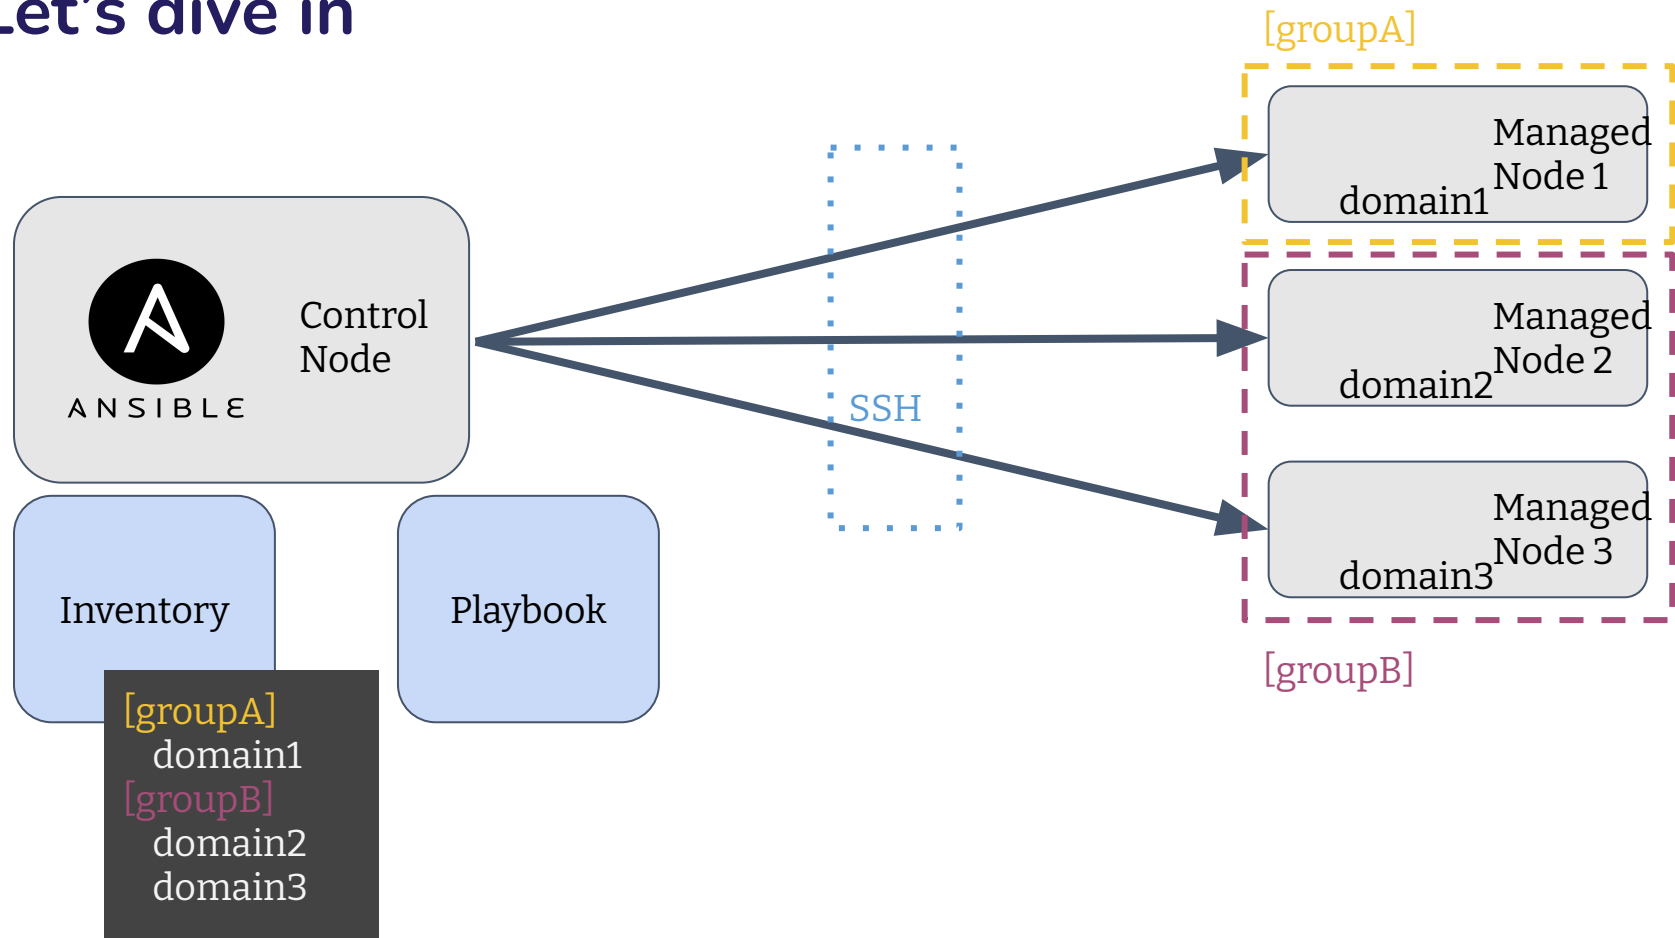 Let's dive in
[groupA]
Managed
Node 1
domain1
Control
Node
ANSIBLE
Managed
Node 2
domain2
SSH
Managed
Node 3
domain3
[groupB]
Inventory
Playbook
[groupA]
domain1
[groupB]
domain2
domain3